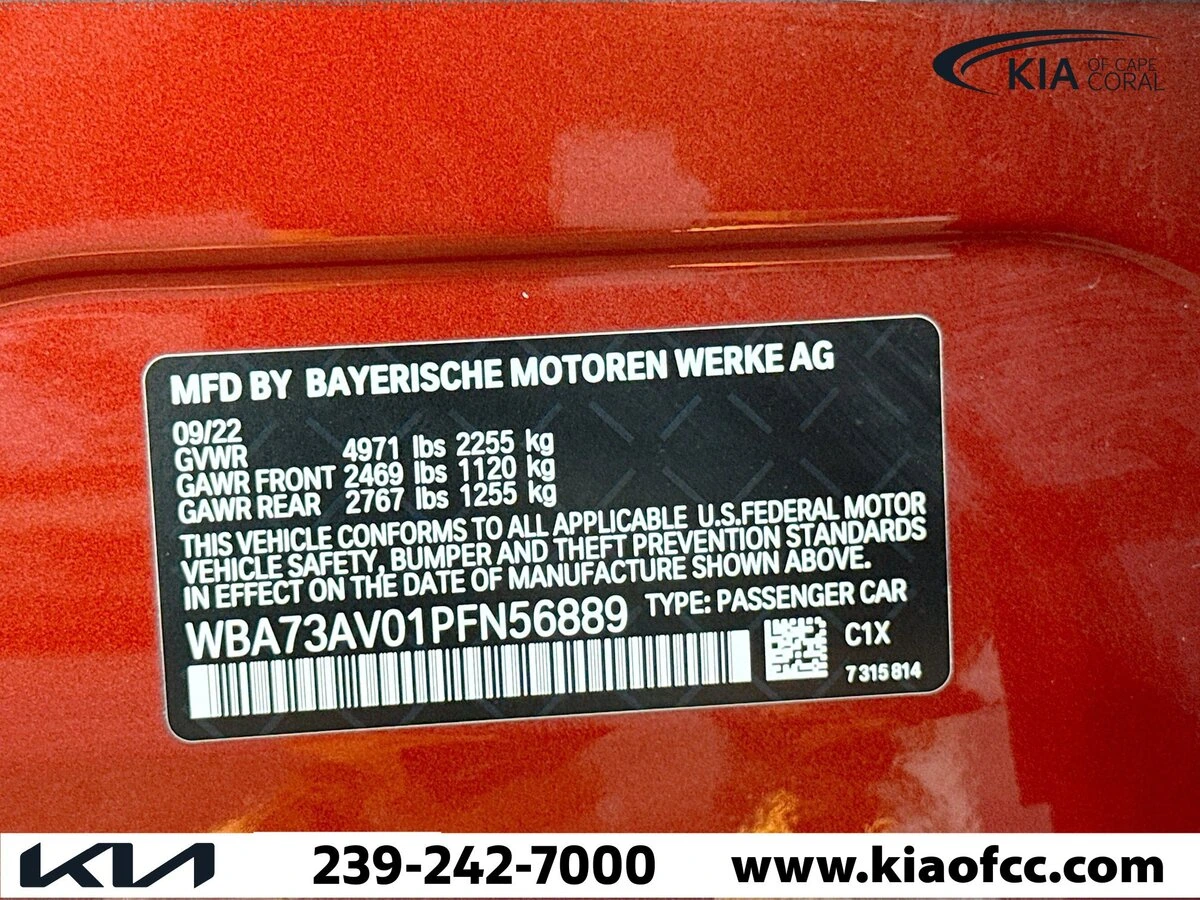 KIA OF CAPE CORAL
MFD BY BAYERISCHE MOTOREN WERKE AG
09/22
GVWR 4971 lbs 2255 kg
GAWR FRONT 2469 lbs 1120 kg
GAWR REAR 2767 lbs 1255 kg
THIS VEHICLE CONFORMS TO ALL APPLICABLE U.S.FEDERAL MOTOR
VEHICLE SAFETY, BUMPER AND THEFT PREVENTION STANDARDS
IN EFFECT ON THE DATE OF MANUFACTURE SHOWN ABOVE.
WBA73AV01PFN56889 TYPE: PASSENGER CAR
C1X
7315814
KIA 239-242-7000 www.kiaofcc.com